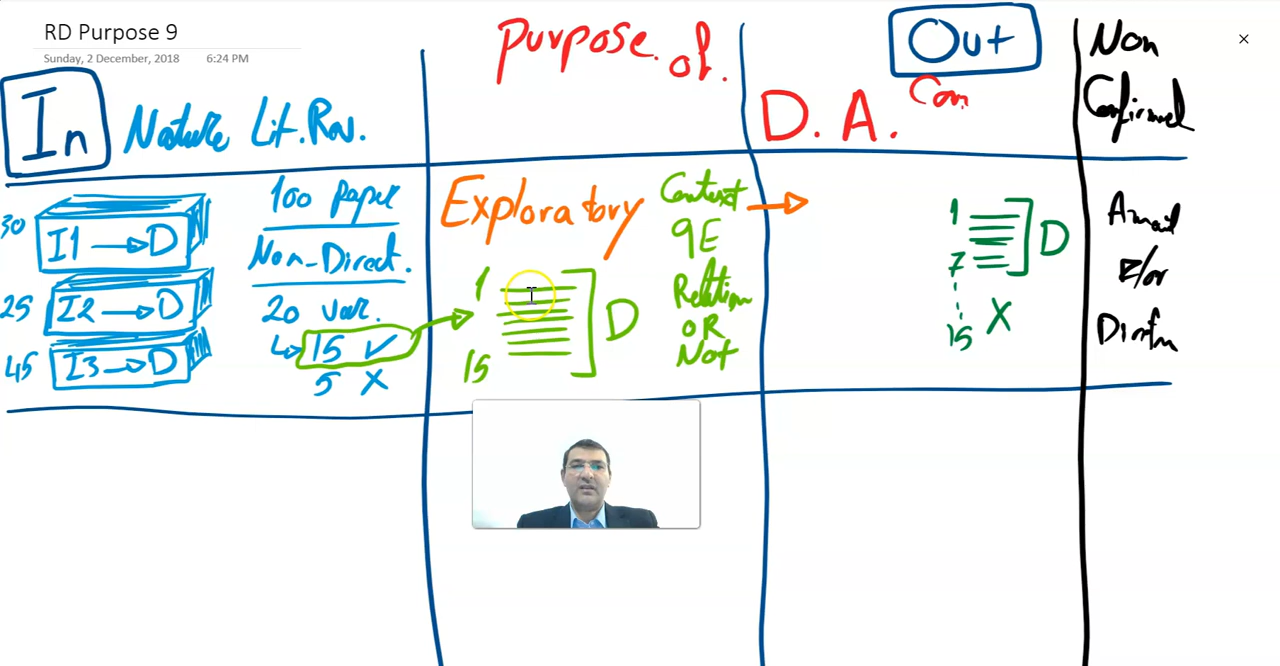 RD Purpose 9
Sunday, 2 December, 2018 6:24 PM
In
Nature Lit. Rev.
Purpose of
Out
D. A. Con
Non
Confirmed
30
I1 → D
25
I2 → D
45
I3 → D
100 Paper
Non-Direct.
20 var.
15 ✓
5 X
Exploratory →
1
15
D
Context
QE
Relation
OR
Not
1
7
15 X
D
&/or